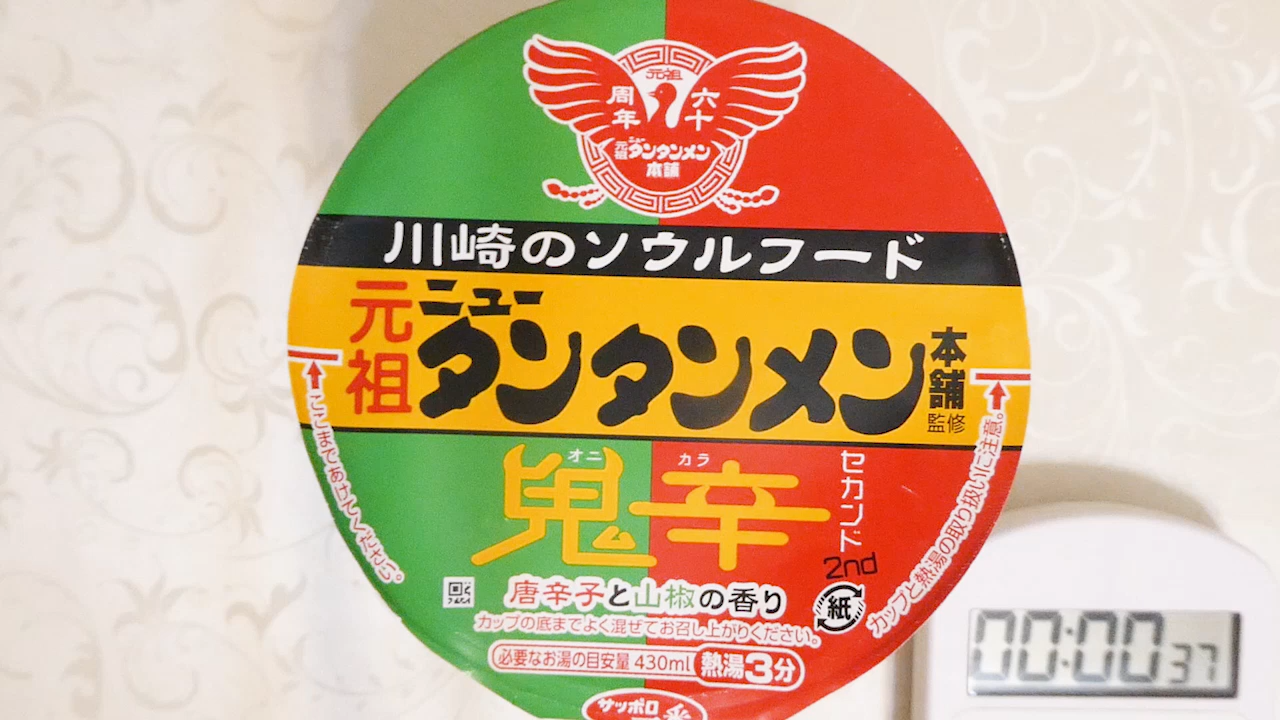 元祖
六十
周年
元祖ニュータンタンメン
本舗
川崎のソウルフード
元祖ニュータンタンメン本舗監修
オニ カラ
鬼辛
セカンド
2nd
紙
唐辛子と山椒の香り
カップの底までよく混ぜてお召し上がりください。
必要なお湯の目安量 430ml 熱湯3分
サッポロ
ここまであけてください。
カップと熱湯の取り扱いに注意。
00:00 37